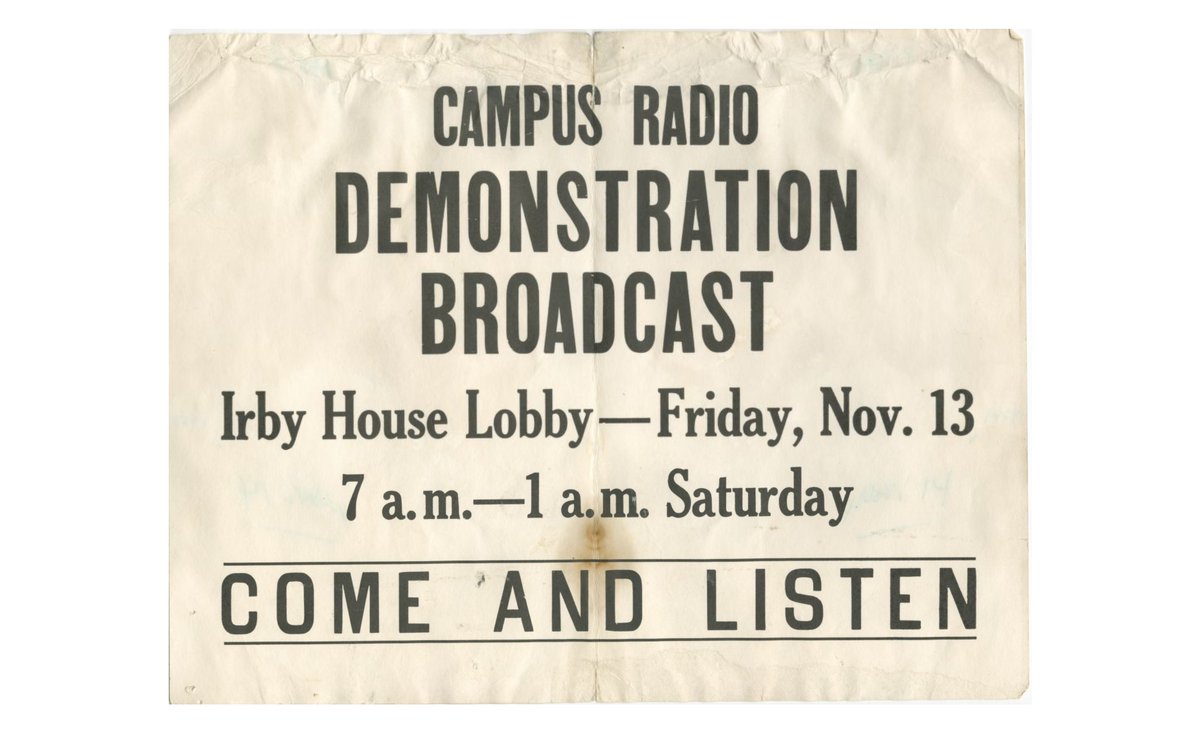 CAMPUS RADIO
DEMONSTRATION
BROADCAST
Irby House Lobby—Friday, Nov. 13
7 a.m.—1 a.m. Saturday
COME AND LISTEN